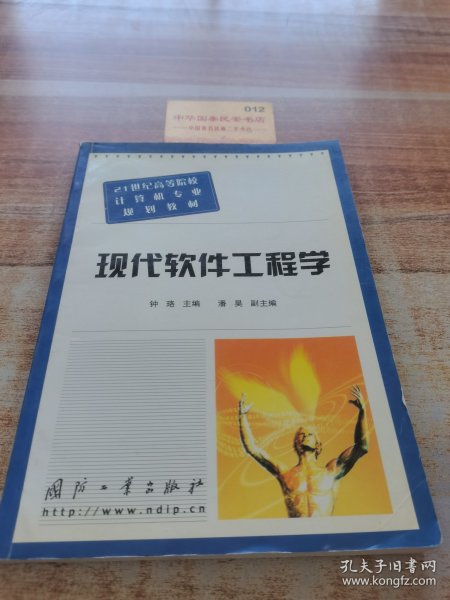 012
中华国泰民安书店
21世纪高等院校
计算机专业
规划教材
现代软件工程学
钟珞 主编 潘昊 副主编
国防工业出版社
http://www.ndip.cn
孔夫子旧书网
www.kongfz.com